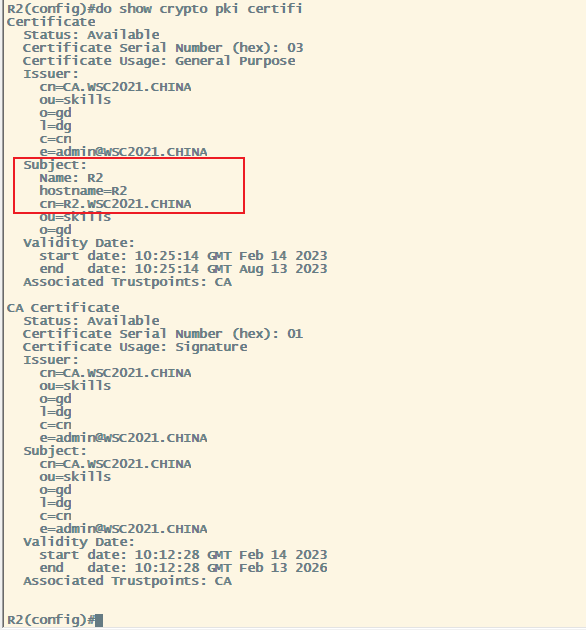 R2(config)#do show crypto pki certifi
Certificate
Status: Available
Certificate Serial Number (hex): 03
Certificate Usage: General Purpose
Issuer:
cn=CA.WSC2021.CHINA
ou=skills
o=gd
l=dg
c=cn
e=admin@WSC2021.CHINA
Subject:
Name: R2
hostname=R2
cn=R2.WSC2021.CHINA
ou=skills
o=gd
Validity Date:
start date: 10:25:14 GMT Feb 14 2023
end   date: 10:25:14 GMT Aug 13 2023
Associated Trustpoints: CA
CA Certificate
Status: Available
Certificate Serial Number (hex): 01
Certificate Usage: Signature
Issuer:
cn=CA.WSC2021.CHINA
ou=skills
o=gd
l=dg
c=cn
e=admin@WSC2021.CHINA
Subject:
cn=CA.WSC2021.CHINA
ou=skills
o=gd
l=dg
c=cn
e=admin@WSC2021.CHINA
Validity Date:
start date: 10:12:28 GMT Feb 14 2023
end   date: 10:12:28 GMT Feb 13 2026
Associated Trustpoints: CA
R2(config)#